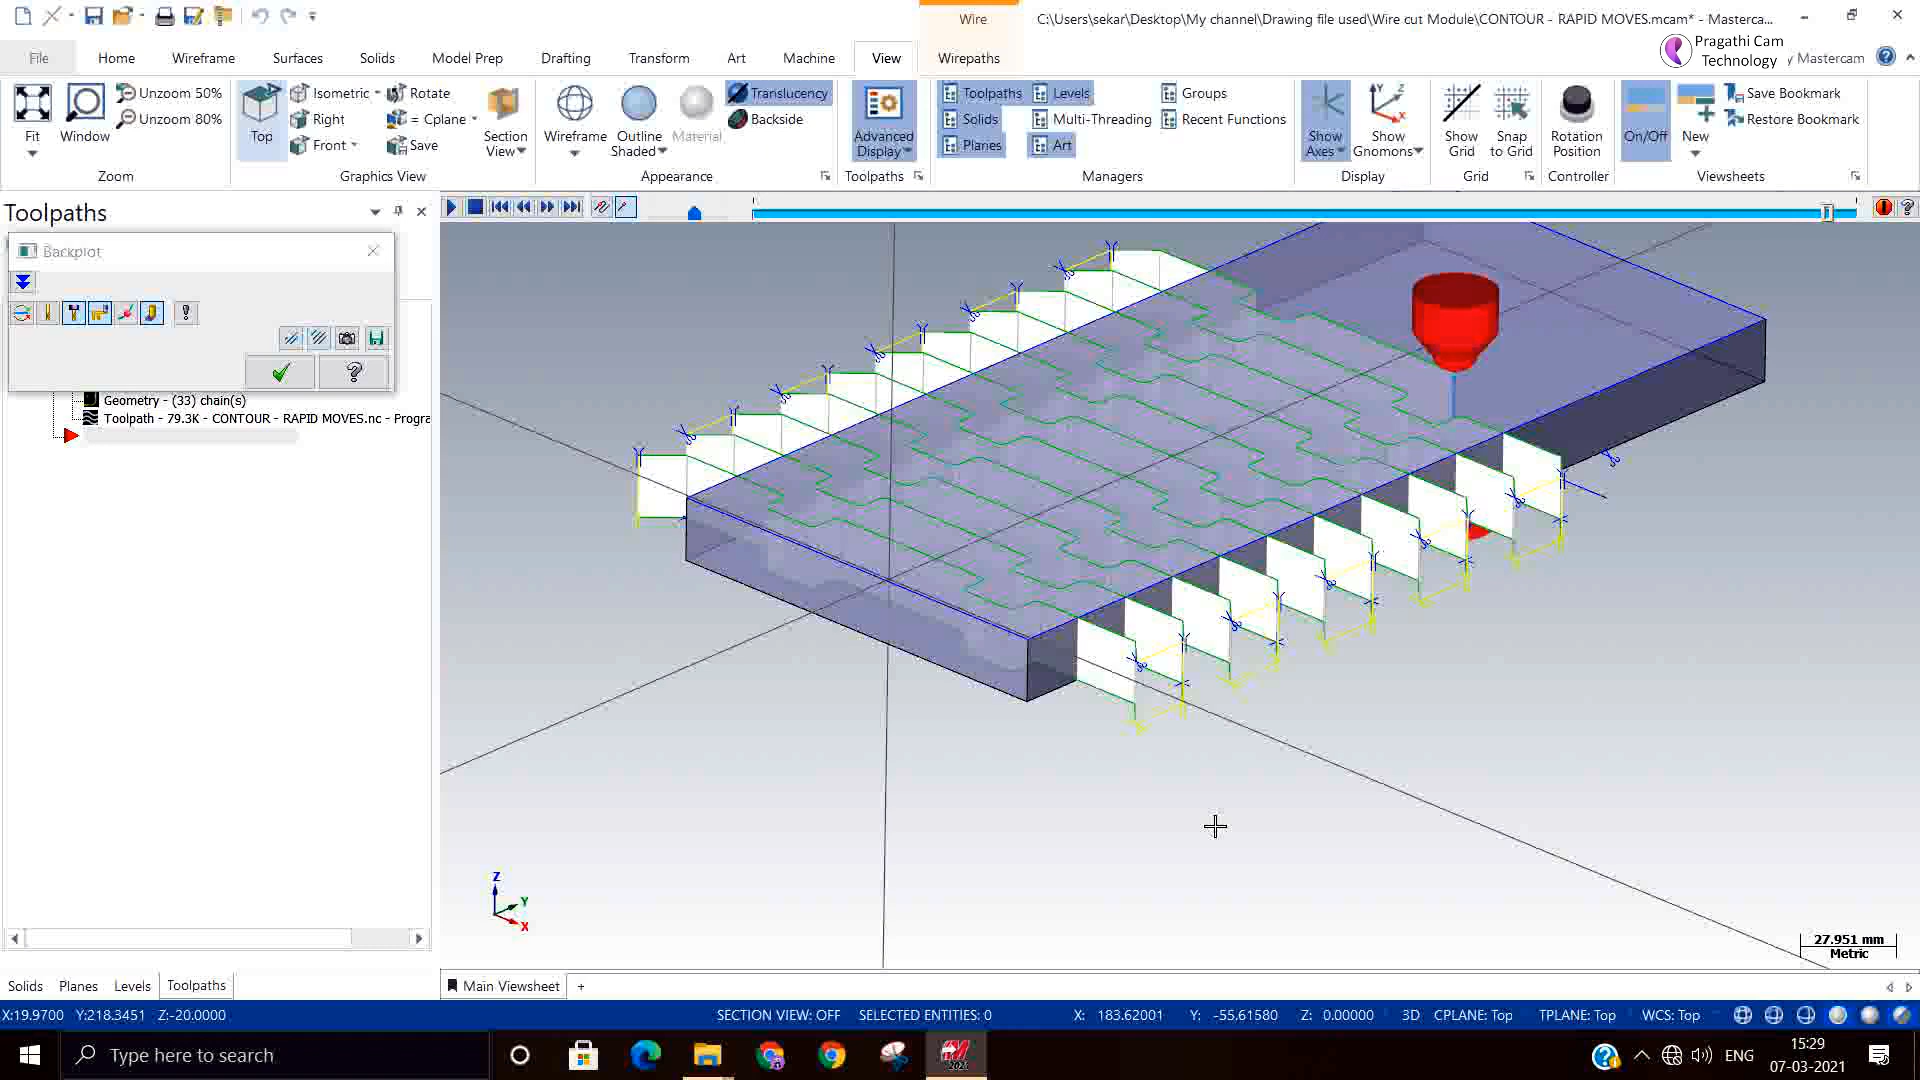 Wire
C:\Users\sekar\Desktop\My channel\Drawing file used\Wire cut Module\CONTOUR - RAPID MOVES.mcam* - Masterca...
File
Home
Wireframe
Surfaces
Solids
Model Prep
Drafting
Transform
Art
Machine
View
Wirepaths
Pragathi Cam
Technology
y Mastercam
Fit
Window
Unzoom 50%
Unzoom 80%
Zoom
Top
Isometric
Right
Front
Rotate
= Cplane
Save
Section
View
Graphics View
Wireframe
Outline
Shaded
Material
Translucency
Backside
Appearance
Advanced
Display
Toolpaths
Toolpaths
Solids
Planes
Levels
Multi-Threading
Art
Groups
Recent Functions
Managers
Show
Axes
Show
Gnomons
Display
Show
Grid
Snap
to Grid
Grid
Rotation
Position
Controller
On/Off
New
Save Bookmark
Restore Bookmark
Viewsheets
Toolpaths
Backplot
Geometry - (33) chain(s)
Toolpath - 79.3K - CONTOUR - RAPID MOVES.nc - Progra
Z
Y
X
27.951 mm
Metric
Solids
Planes
Levels
Toolpaths
Main Viewsheet
+
X:19.9700 Y:218.3451 Z:-20.0000
SECTION VIEW: OFF
SELECTED ENTITIES: 0
X: 183.62001
Y: -55.61580
Z: 0.00000
3D
CPLANE: Top
TPLANE: Top
WCS: Top
Type here to search
2021
ENG
15:29
07-03-2021